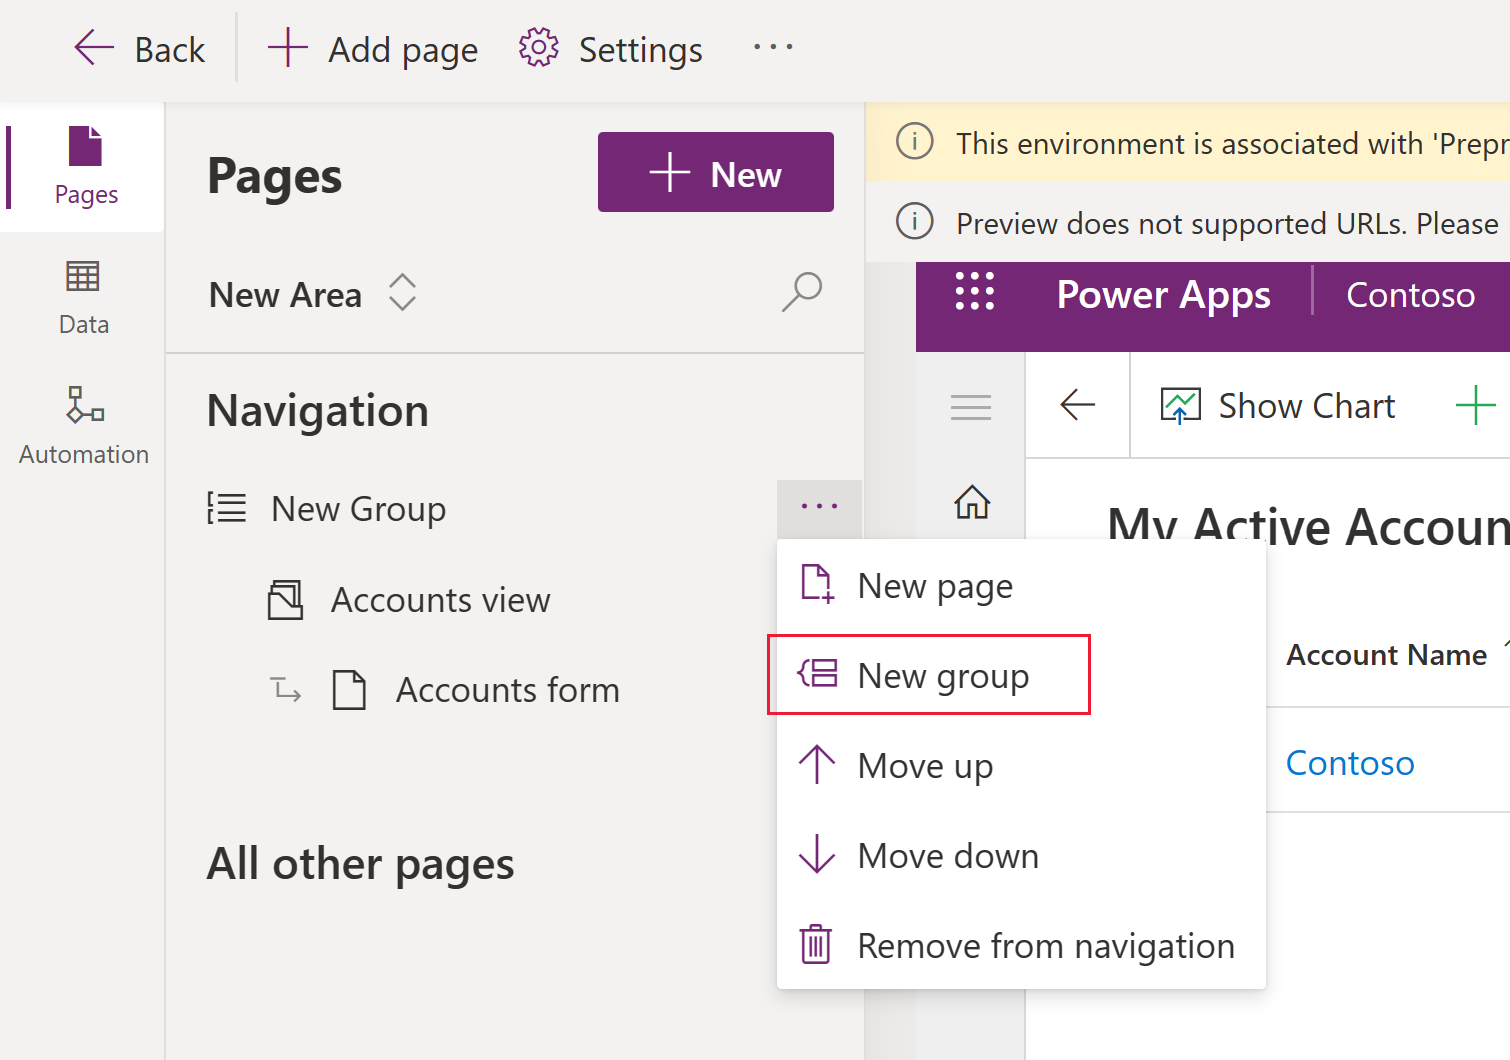 Back
Add page
Settings
Pages
Data
Automation
Pages
New
New Area
Navigation
New Group
Accounts view
Accounts form
All other pages
New page
New group
Move up
Move down
Remove from navigation
This environment is associated with 'Prepr
Preview does not supported URLs. Please
Power Apps
Contoso
Show Chart
My Active Accoun
Account Name
Contoso